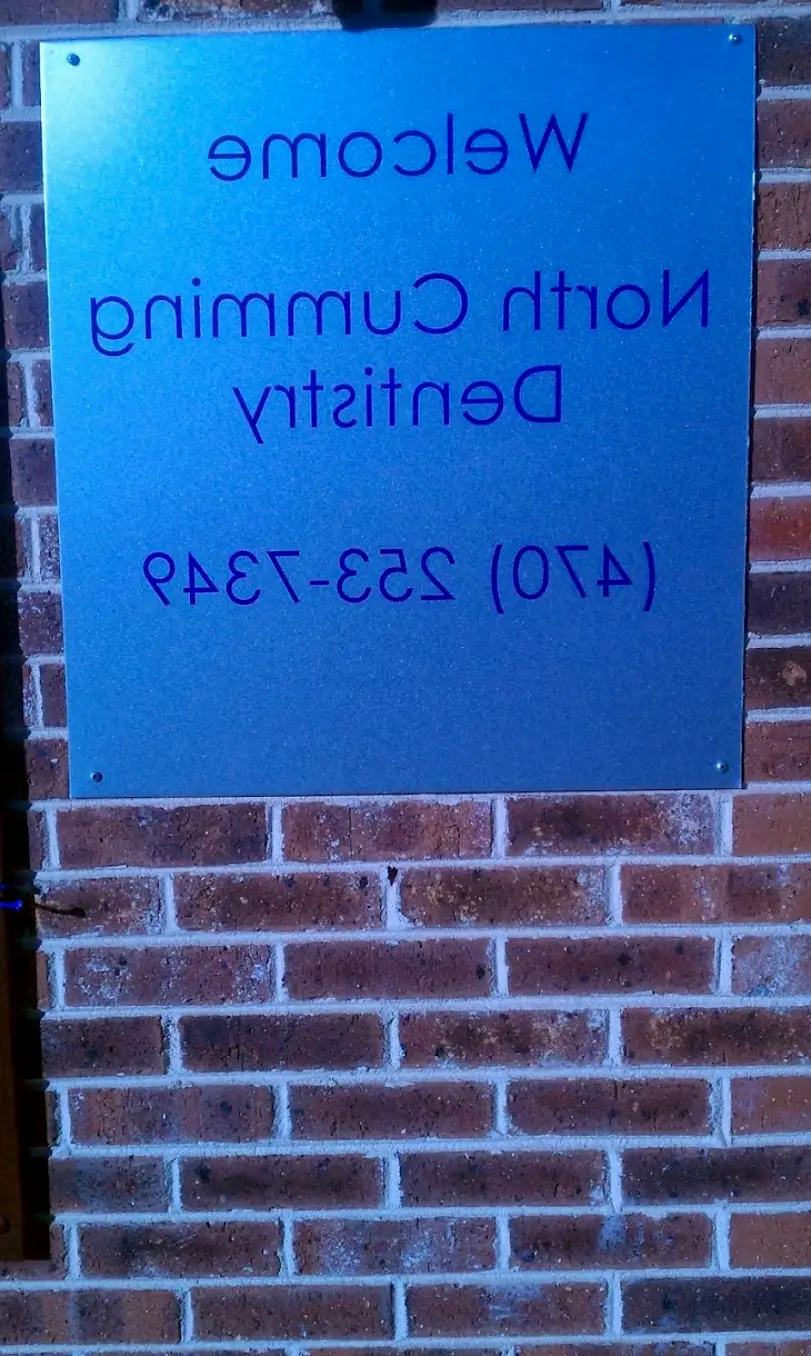 Welcome
North Cumming
Dentistry
(470) 253-7349